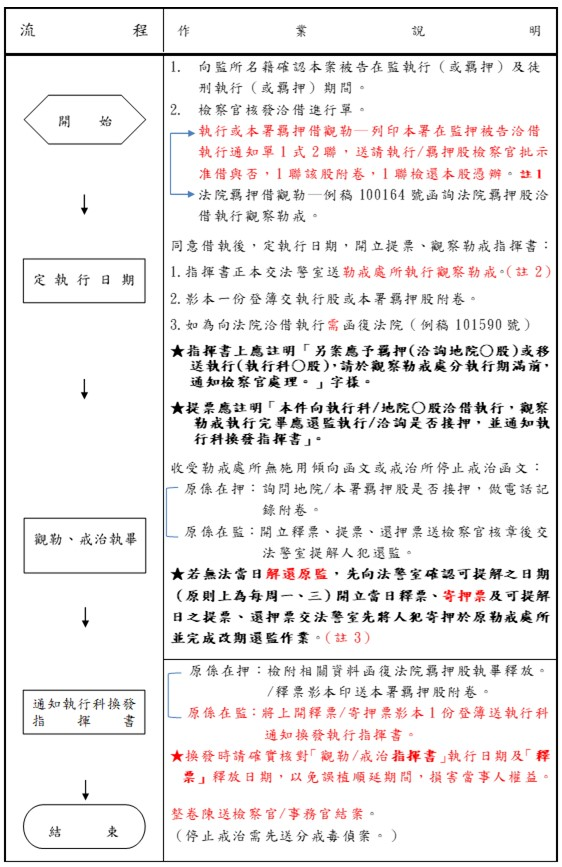 流程
作業說明
開始
1. 向監所名籍確認本案被告在監執行（或羈押）及徒
刑執行（或羈押）期間。
2. 檢察官核發洽借進行單。
執行或本署羈押借觀勒—列印本署在監押被告洽借
執行通知單1式2聯，送請執行/羈押股檢察官批示
准借與否，1聯該股附卷，1聯檢還本股憑辦。註1
法院羈押借觀勒—例稿100164號函詢法院羈押股洽
借執行觀察勒戒。
定執行日期
同意借執後，定執行日期，開立提票、觀察勒戒指揮書：
1.指揮書正本交法警室送勒戒處所執行觀察勒戒。(註2)
2.影本一份登簿交執行股或本署羈押股附卷。
3.如為向法院洽借執行需函復法院（例稿101590號）
★指揮書上應註明「另案應予羈押(洽詢地院〇股)或移
送執行(執行科〇股)，請於觀察勒戒處分執行期滿前，
通知檢察官處理。」字樣。
★提票應註明「本件向執行科/地院〇股洽借執行，觀察
勒戒執行完畢應還監執行/洽詢是否接押，並通知執
行科換發指揮書」。
觀勒、戒治執畢
收受勒戒處所無施用傾向函文或戒治所停止戒治函文：
原係在押：詢問地院/本署羈押股是否接押，做電話記
錄附卷。
原係在監：開立釋票、提票、還押票送檢察官核章後交
法警室提解人犯還監。
★若無法當日解還原監，先向法警室確認可提解之日期
(原則上為每周一、三)開立當日釋票、寄押票及可提解
日之提票、還押票交法警室先將人犯寄押於原勒戒處所
並完成改期還監作業。(註3)
通知執行科換發
指揮書
原係在押：檢附相關資料函復法院羈押股執畢釋放。
/釋票影本印送本署羈押股附卷。
原係在監：將上開釋票/寄押票影本1份登簿送執行科
通知換發執行指揮書。
★換發時請確實核對「觀勒/戒治指揮書」執行日期及「釋
票」釋放日期，以免誤植順延期間，損害當事人權益。
結束
整卷陳送檢察官/事務官結案。
（停止戒治需先送分戒毒偵案。）